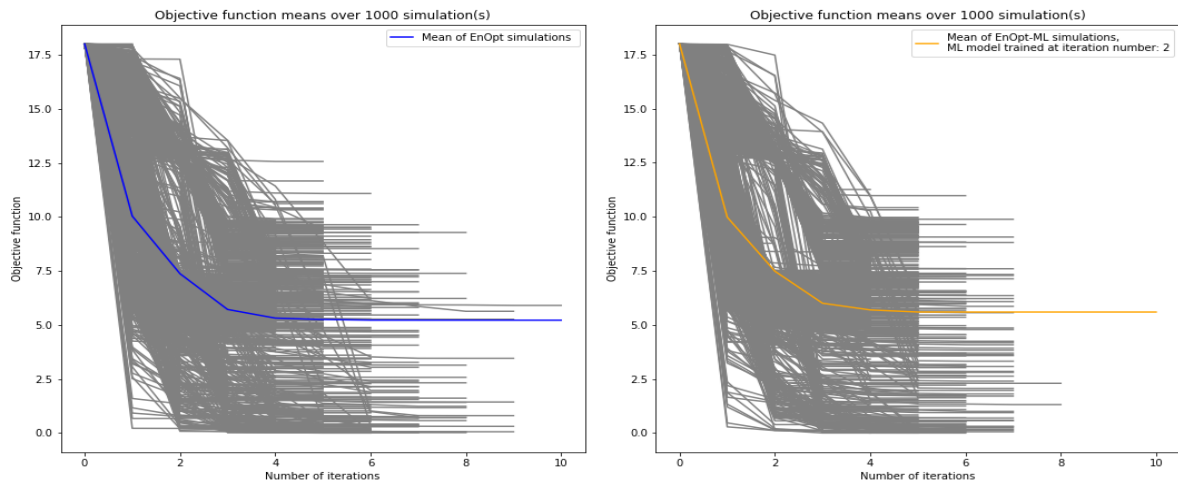 Objective function means over 1000 simulation(s)
Mean of EnOpt simulations
17.5
15.0
12.5
10.0
7.5
5.0
2.5
0.0
Objective function
0 2 4 6 8 10
Number of iterations
Objective function means over 1000 simulation(s)
Mean of EnOpt-ML simulations,
ML model trained at iteration number: 2
17.5
15.0
12.5
10.0
7.5
5.0
2.5
0.0
Objective function
0 2 4 6 8 10
Number of iterations